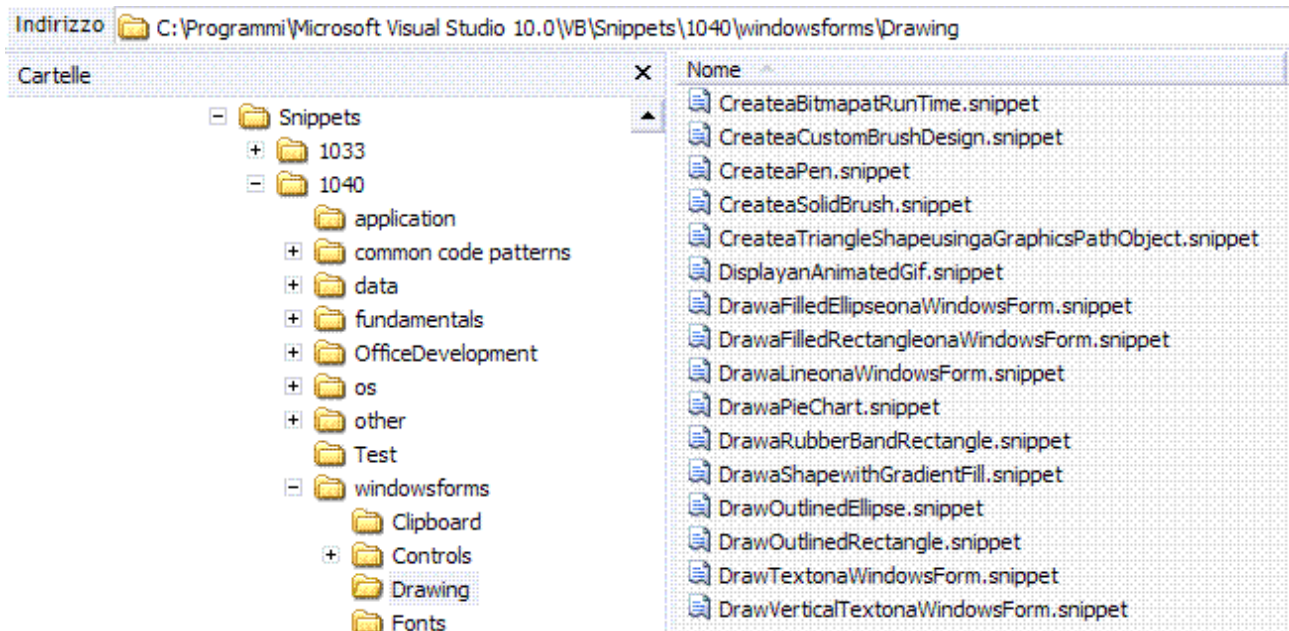 Indirizzo C:\Programmi\Microsoft Visual Studio 10.0\VB\Snippets\1040\windowsforms\Drawing
Cartelle
Snippets
1033
1040
application
common code patterns
data
fundamentals
OfficeDevelopment
os
other
Test
windowsforms
Clipboard
Controls
Drawing
Fonts
Nome
CreateaBitmapatRunTime.snippet
CreateaCustomBrushDesign.snippet
CreateaPen.snippet
CreateaSolidBrush.snippet
CreateaTriangleShapeusingaGraphicsPathObject.snippet
DisplayanAnimatedGif.snippet
DrawaFilledEllipseonaWindowsForm.snippet
DrawaFilledRectangleonaWindowsForm.snippet
DrawaLineonaWindowsForm.snippet
DrawaPieChart.snippet
DrawaRubberBandRectangle.snippet
DrawaShapewithGradientFill.snippet
DrawOutlinedEllipse.snippet
DrawOutlinedRectangle.snippet
DrawTextonaWindowsForm.snippet
DrawVerticalTextonaWindowsForm.snippet